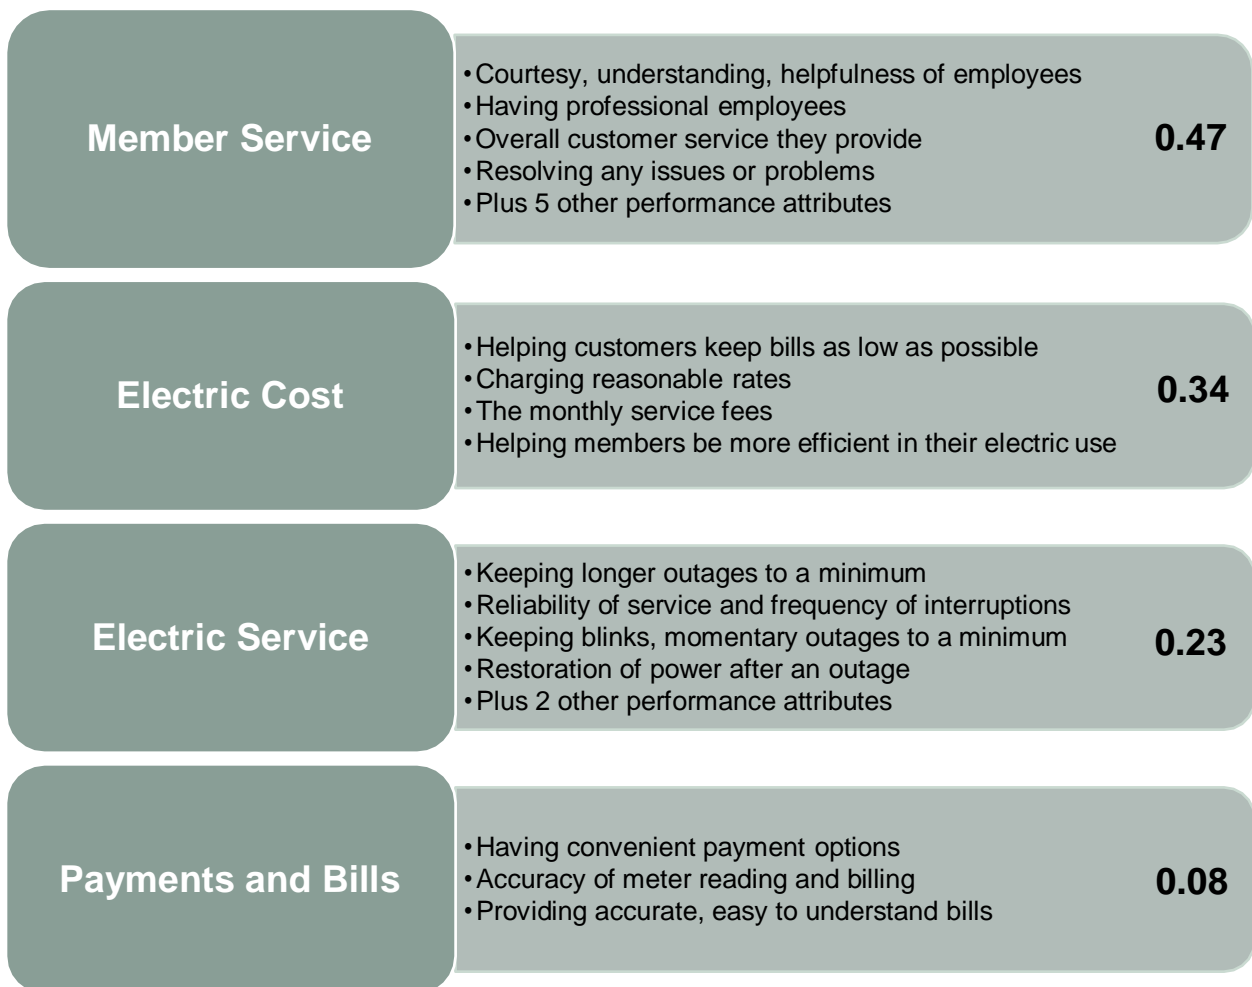 Member Service
•Courtesy, understanding, helpfulness of employees
•Having professional employees
•Overall customer service they provide
•Resolving any issues or problems
•Plus 5 other performance attributes
0.47
Electric Cost
•Helping customers keep bills as low as possible
•Charging reasonable rates
•The monthly service fees
•Helping members be more efficient in their electric use
0.34
Electric Service
•Keeping longer outages to a minimum
•Reliability of service and frequency of interruptions
•Keeping blinks, momentary outages to a minimum
•Restoration of power after an outage
•Plus 2 other performance attributes
0.23
Payments and Bills
•Having convenient payment options
•Accuracy of meter reading and billing
•Providing accurate, easy to understand bills
0.08